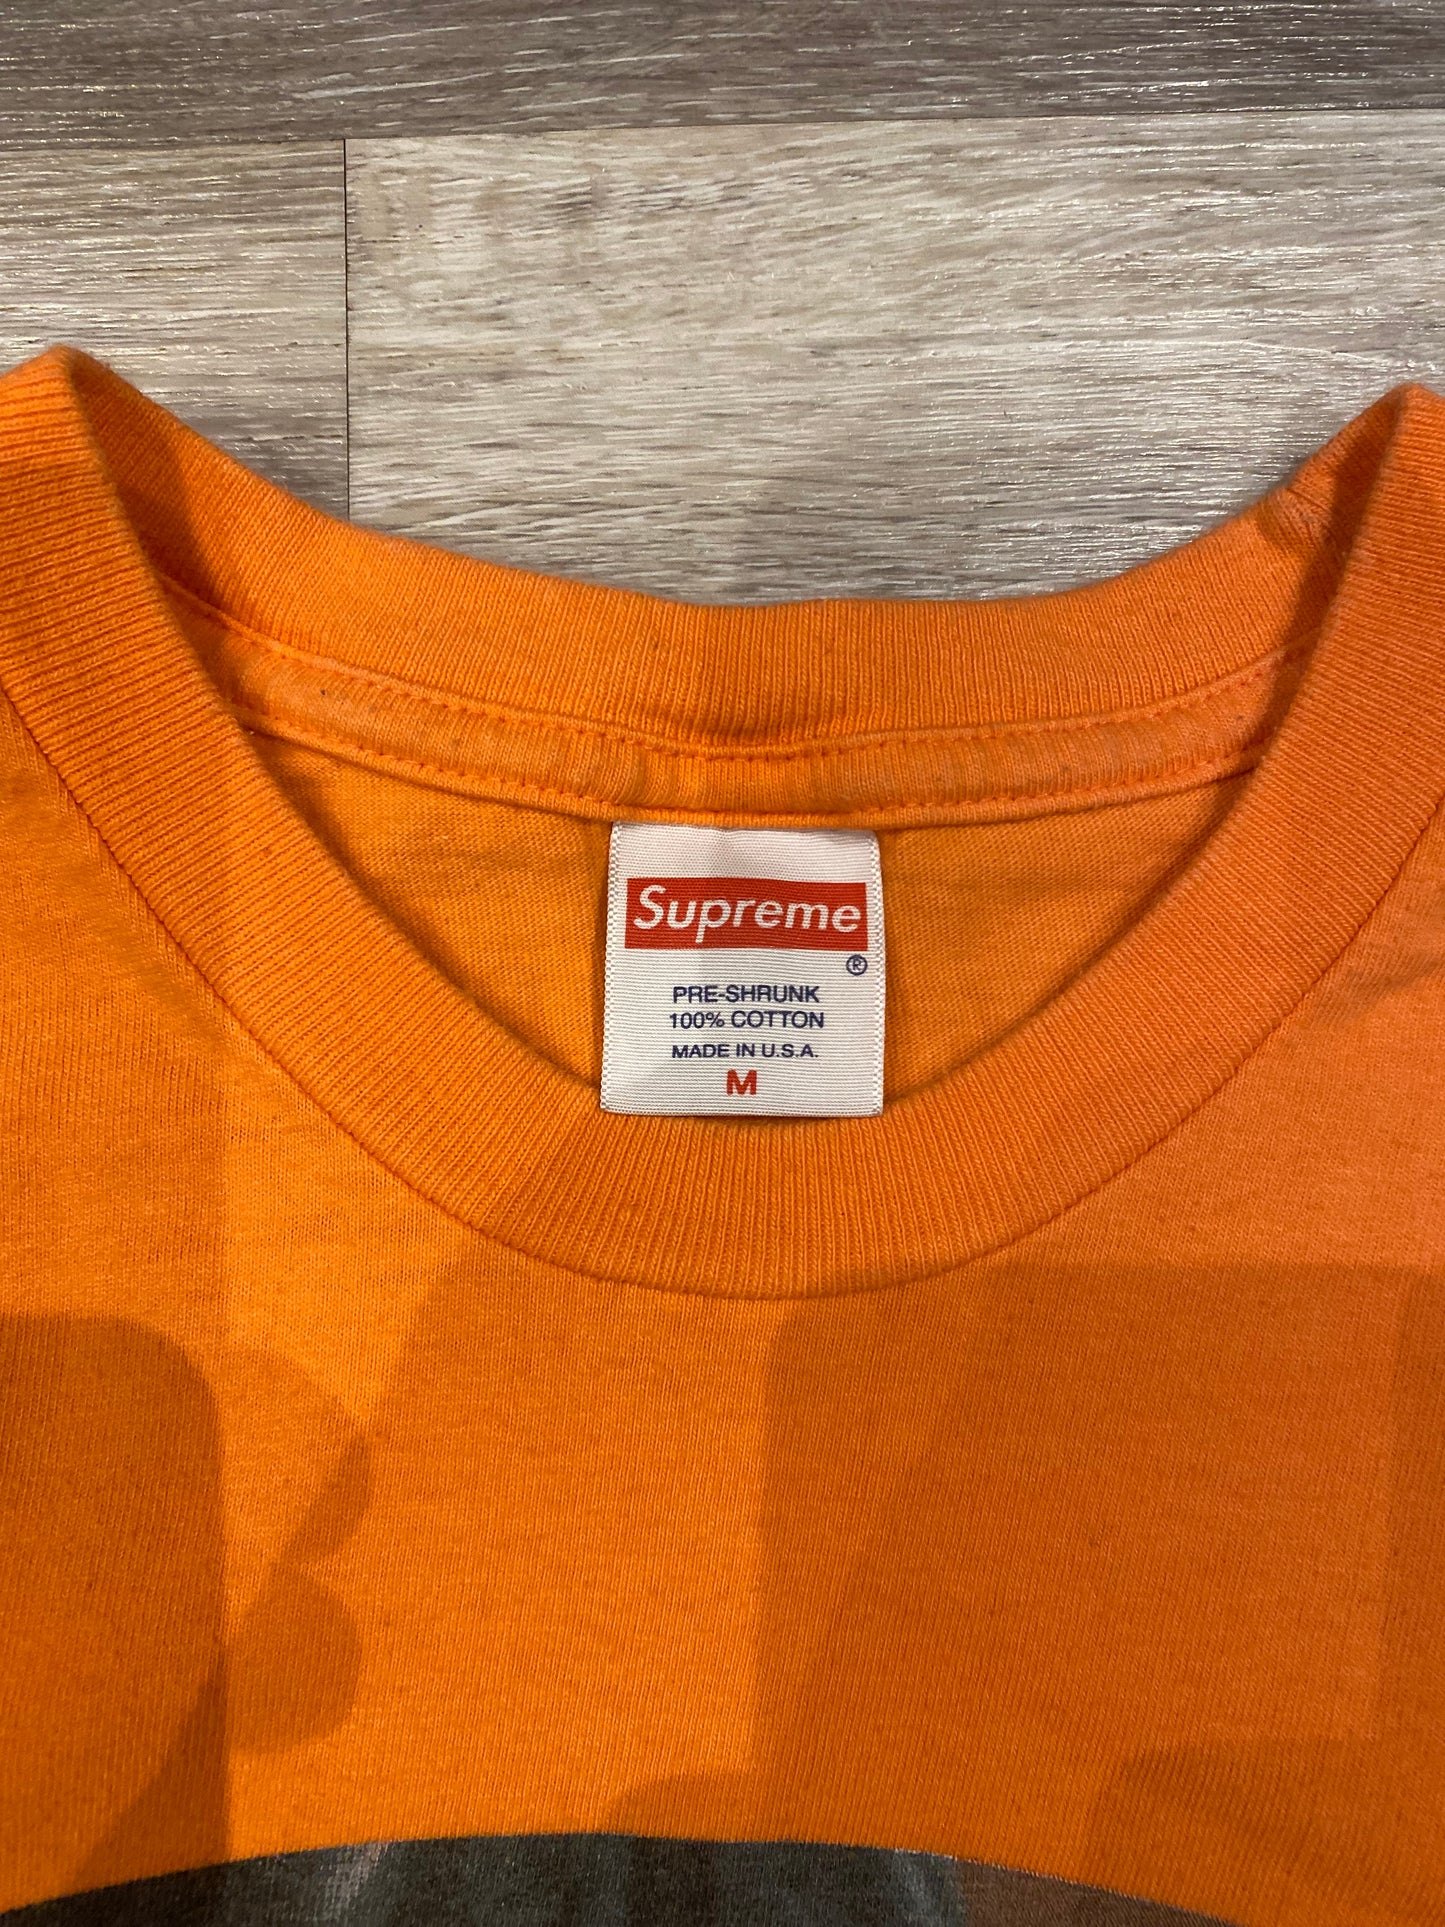 Supreme
®
PRE-SHRUNK
100% COTTON
MADE IN U.S.A.
M